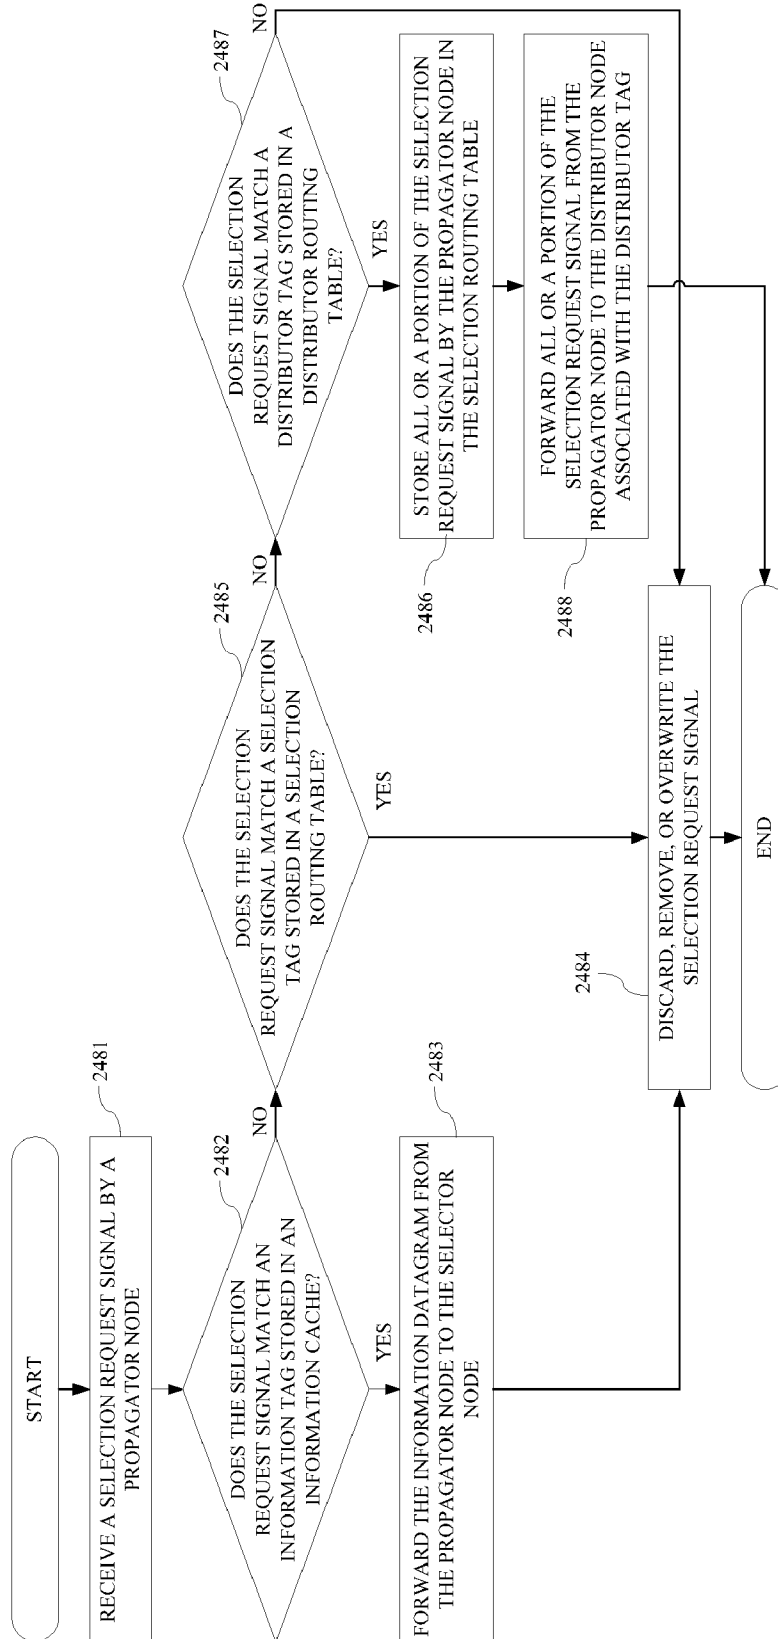 START
RECEIVE A SELECTION REQUEST SIGNAL BY A
PROPAGATOR NODE
2481
DOES THE SELECTION
REQUEST SIGNAL MATCH AN
INFORMATION TAG STORED IN AN
INFORMATION CACHE?
2482
NO
YES
FORWARD THE INFORMATION DATAGRAM FROM
THE PROPAGATOR NODE TO THE SELECTOR
NODE
2483
DOES THE SELECTION
REQUEST SIGNAL MATCH A SELECTION
TAG STORED IN A SELECTION
ROUTING TABLE?
2485
NO
YES
DOES THE SELECTION
REQUEST SIGNAL MATCH A
DISTRIBUTOR TAG STORED IN A
DISTRIBUTOR ROUTING
TABLE?
2487
NO
YES
STORE ALL OR A PORTION OF THE SELECTION
REQUEST SIGNAL BY THE PROPAGATOR NODE IN
THE SELECTION ROUTING TABLE
2486
FORWARD ALL OR A PORTION OF THE
SELECTION REQUEST SIGNAL FROM THE
PROPAGATOR NODE TO THE DISTRIBUTOR NODE
ASSOCIATED WITH THE DISTRIBUTOR TAG
2488
2484
DISCARD, REMOVE, OR OVERWRITE THE
SELECTION REQUEST SIGNAL
END